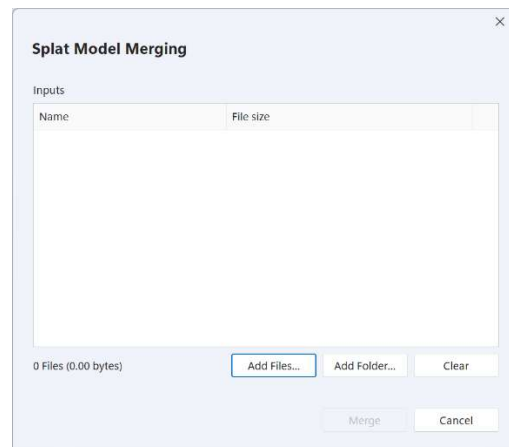 Splat Model Merging
Inputs
Name File size
0 Files (0.00 bytes) Add Files... Add Folder... Clear
Merge Cancel